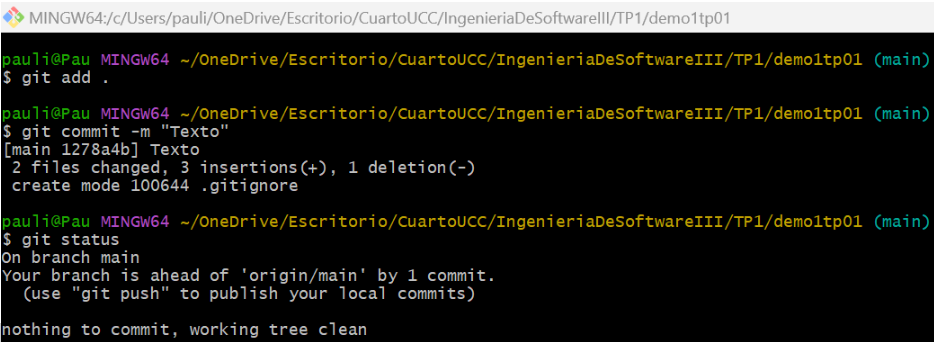 MINGW64:/c/Users/pauli/OneDrive/Escritorio/CuartoUCC/IngenieriaDeSoftwareIII/TP1/demo1tp01
pauli@Pau MINGW64 ~/OneDrive/Escritorio/CuartoUCC/IngenieriaDeSoftwareIII/TP1/demo1tp01 (main)
$ git add .
pauli@Pau MINGW64 ~/OneDrive/Escritorio/CuartoUCC/IngenieriaDeSoftwareIII/TP1/demo1tp01 (main)
$ git commit -m "Texto"
[main 1278a4b] Texto
 2 files changed, 3 insertions(+), 1 deletion(-)
 create mode 100644 .gitignore
pauli@Pau MINGW64 ~/OneDrive/Escritorio/CuartoUCC/IngenieriaDeSoftwareIII/TP1/demo1tp01 (main)
$ git status
On branch main
Your branch is ahead of 'origin/main' by 1 commit.
  (use "git push" to publish your local commits)
nothing to commit, working tree clean